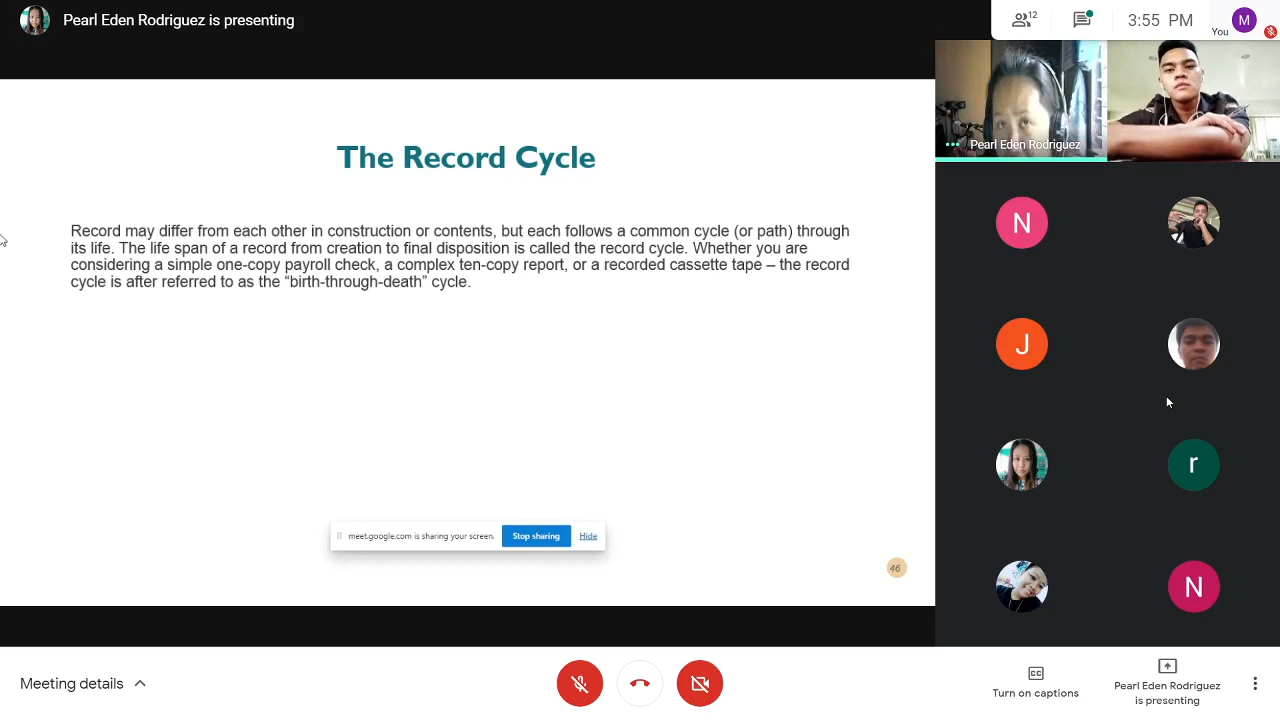 Pearl Eden Rodriguez is presenting
12
3:55 PM
You
M
The Record Cycle
Record may differ from each other in construction or contents, but each follows a common cycle (or path) through
its life. The life span of a record from creation to final disposition is called the record cycle. Whether you are
considering a simple one-copy payroll check, a complex ten-copy report, or a recorded cassette tape – the record
cycle is after referred to as the “birth-through-death” cycle.
meet.google.com is sharing your screen.
Stop sharing
Hide
46
Pearl Eden Rodriguez
N
J
r
N
Meeting details
Turn on captions
Pearl Eden Rodriguez
is presenting